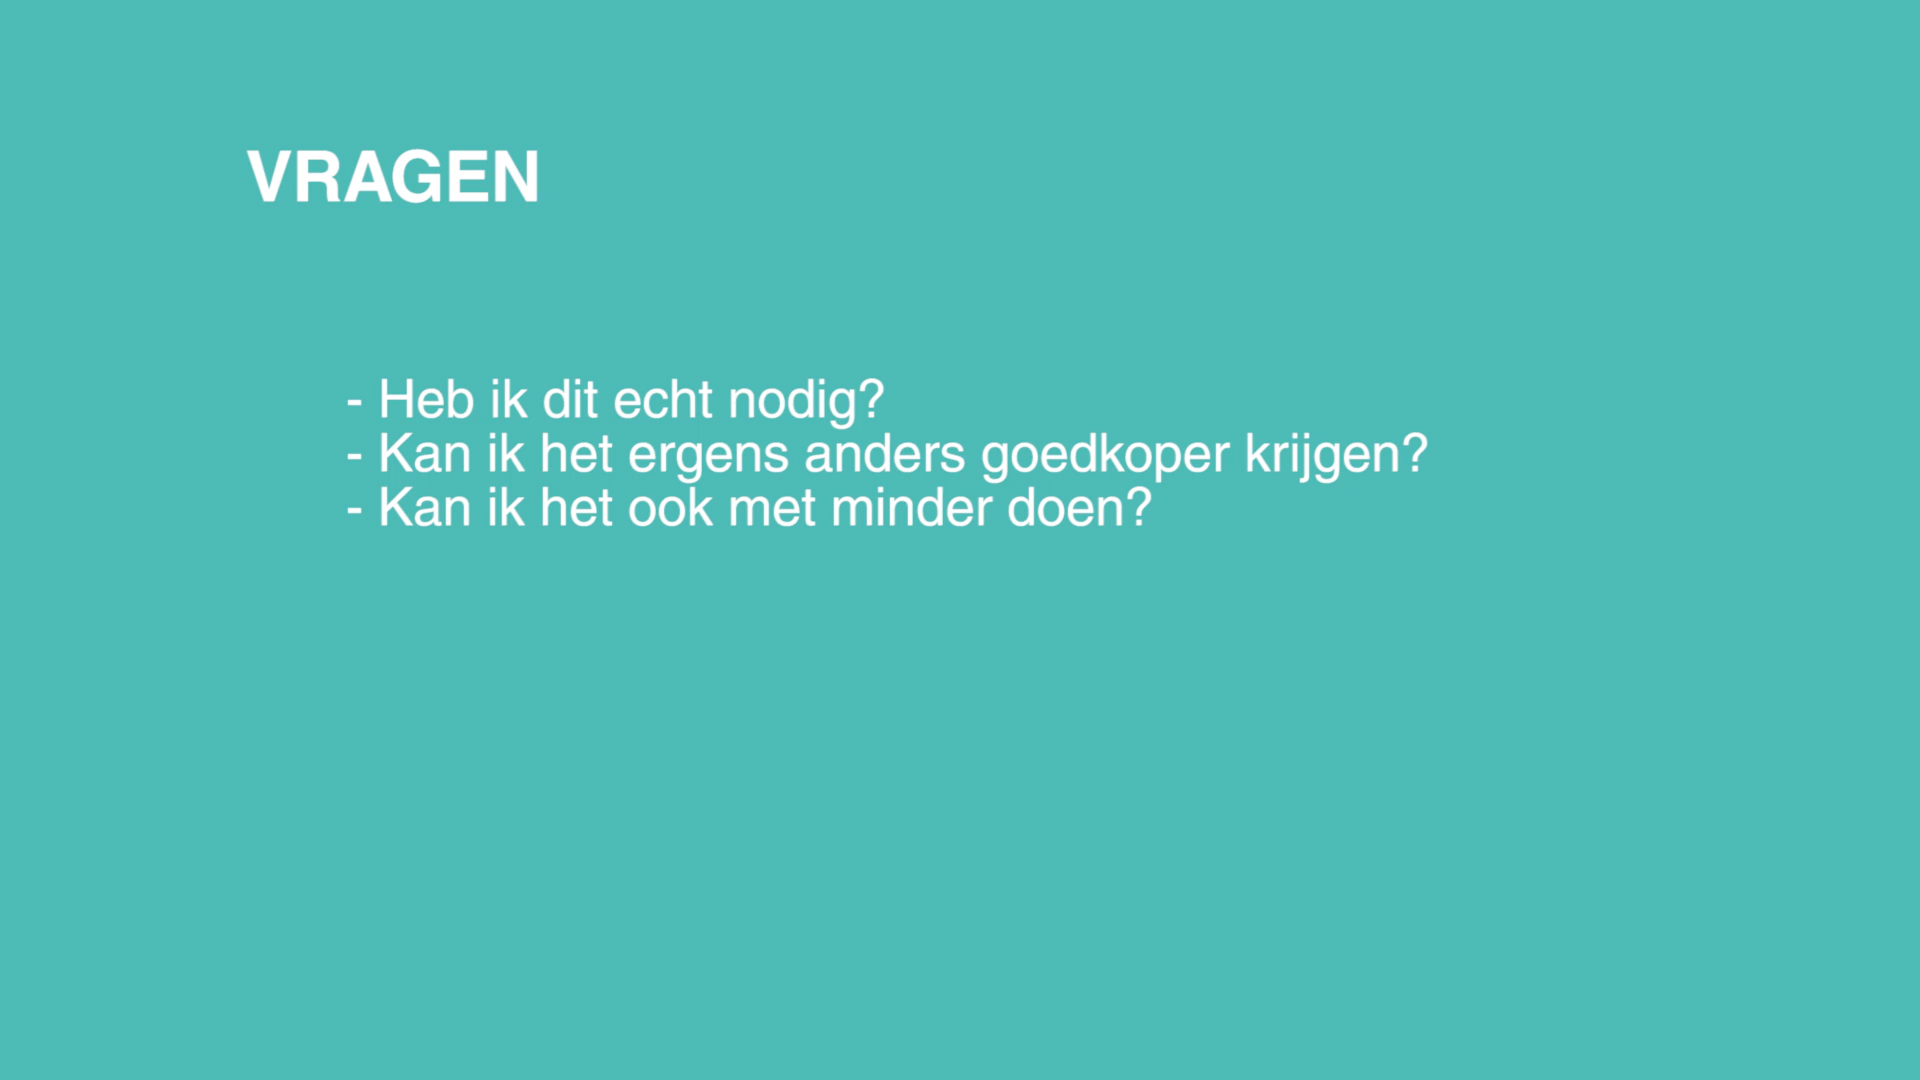 VRAGEN
- Heb ik dit echt nodig?
- Kan ik het ergens anders goedkoper krijgen?
- Kan ik het ook met minder doen?